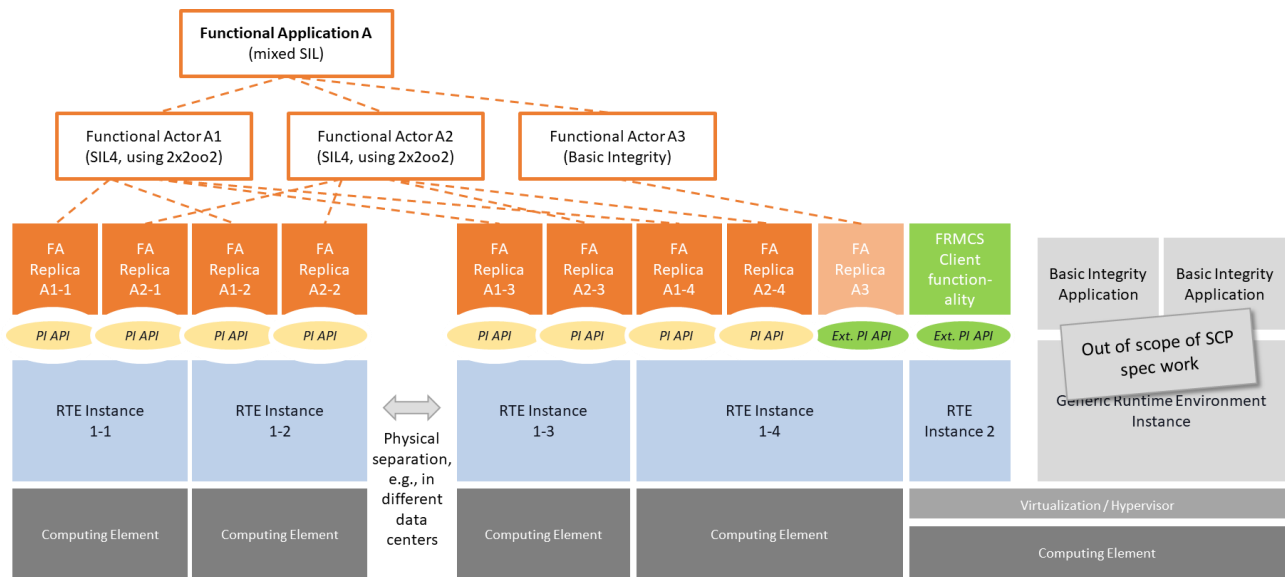 Functional Application A
(mixed SIL)
Functional Actor A1
(SIL4, using 2x2oo2)
Functional Actor A2
(SIL4, using 2x2oo2)
Functional Actor A3
(Basic Integrity)
FA
Replica
A1-1
FA
Replica
A2-1
FA
Replica
A1-2
FA
Replica
A2-2
FA
Replica
A1-3
FA
Replica
A2-3
FA
Replica
A1-4
FA
Replica
A2-4
FA
Replica
A3
FRMCS
Client
function-
ality
Basic Integrity
Application
Basic Integrity
Application
PI API
PI API
PI API
PI API
PI API
PI API
PI API
PI API
Ext. PI API
Ext. PI API
Out of scope of SCP
spec work
RTE Instance
1-1
RTE Instance
1-2
Physical
separation,
e.g., in
different
data
centers
RTE Instance
1-3
RTE Instance
1-4
RTE
Instance 2
Generic Runtime Environment
Instance
Virtualization / Hypervisor
Computing Element
Computing Element
Computing Element
Computing Element
Computing Element